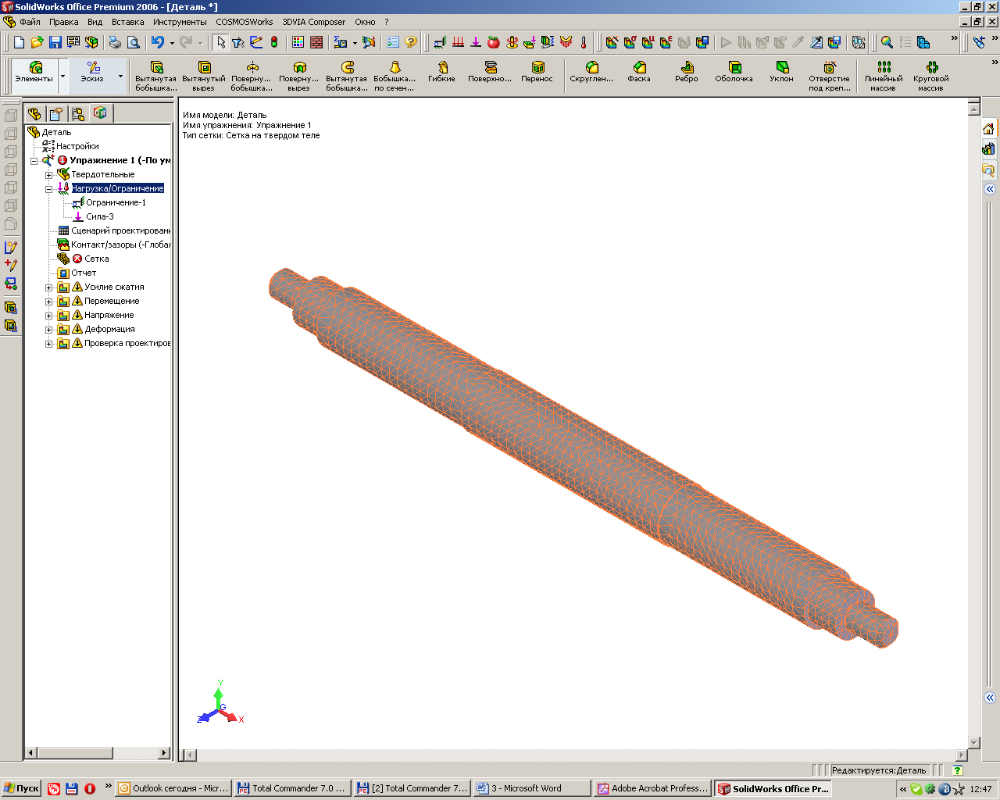 SolidWorks Office Premium 2006 - [Деталь *]
Файл Правка Вид Вставка Инструменты COSMOSWorks 3DVIA Composer Окно ?
Элементы Эскиз Вытянутая бобышка... Вытянутый вырез Поверну... бобышка... Поверну... вырез Вытянутая бобышка... Бобышка... по сечен... Гибкие Поверхно... Перенос Скруглен... Фаска Ребро Оболочка Уклон Отверстие под креп... Линейный массив Круговой массив
Имя модели: Деталь
Имя упражнения: Упражнение 1
Тип сетки: Сетка на твердом теле
Деталь
Настройки
Упражнение 1 (-По ум
Твердотельные
Нагрузка/Ограничение
Ограничение-1
Сила-3
Сценарий проектирован
Контакт/зазоры (-Глоба
Сетка
Отчет
Усилие сжатия
Перемещение
Напряжение
Деформация
Проверка проектиров
Y
G
Z X
Редактируется:Деталь
Пуск
Outlook сегодня - Micr...
Total Commander 7.0 ...
[2] Total Commander 7...
3 - Microsoft Word
Adobe Acrobat Profess...
SolidWorks Office Pr...
12:47